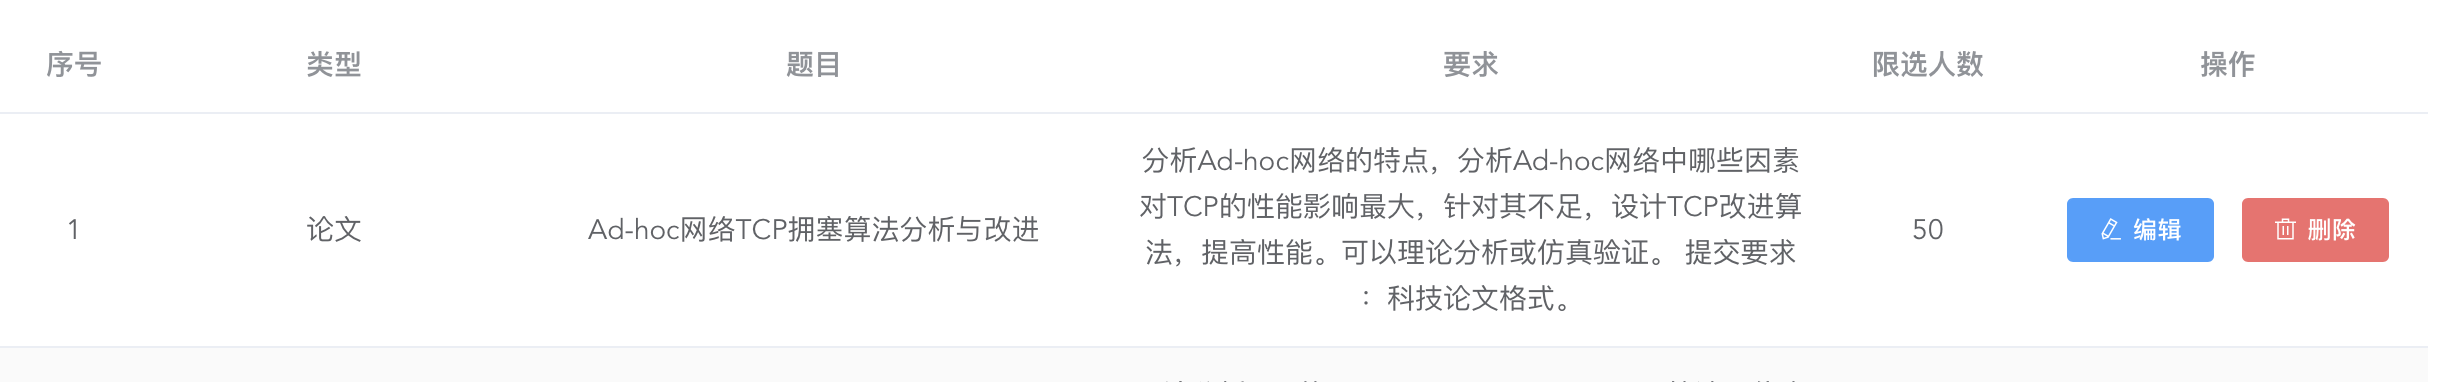 序号 类型 题目 要求 限选人数 操作
分析Ad-hoc网络的特点，分析Ad-hoc网络中哪些因素
对TCP的性能影响最大，针对其不足，设计TCP改进算
1 论文 Ad-hoc网络TCP拥塞算法分析与改进 50 编辑 删除
法，提高性能。可以理论分析或仿真验证。 提交要求
：科技论文格式。